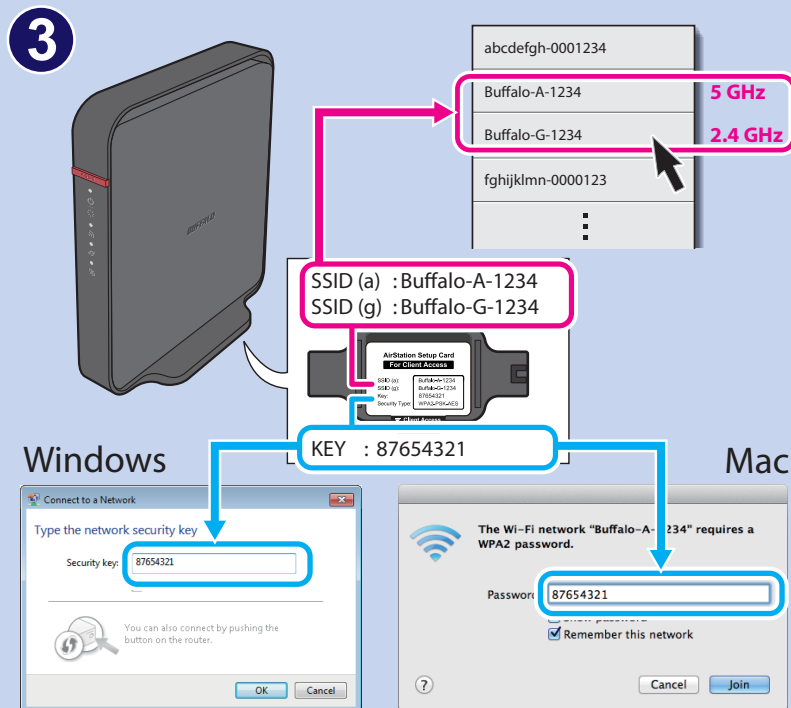 3
abcdefgh-0001234
Buffalo-A-1234 5 GHz
Buffalo-G-1234 2.4 GHz
fghijklmn-0000123
BUFFALO
SSID (a) :Buffalo-A-1234
SSID (g) :Buffalo-G-1234
AirStation Setup Card
For Client Access
SSID (a): Buffalo-A-1234
SSID (g): Buffalo-G-1234
Key: 87654321
Security Type: WPA2-PSK-AES
Client Access
KEY : 87654321
Windows
Connect to a Network
Type the network security key
Security key: 87654321
You can also connect by pushing the
button on the router.
OK Cancel
Mac
The Wi-Fi network "Buffalo-A- 234" requires a
WPA2 password.
Password 87654321
Show password
Remember this network
? Cancel Join